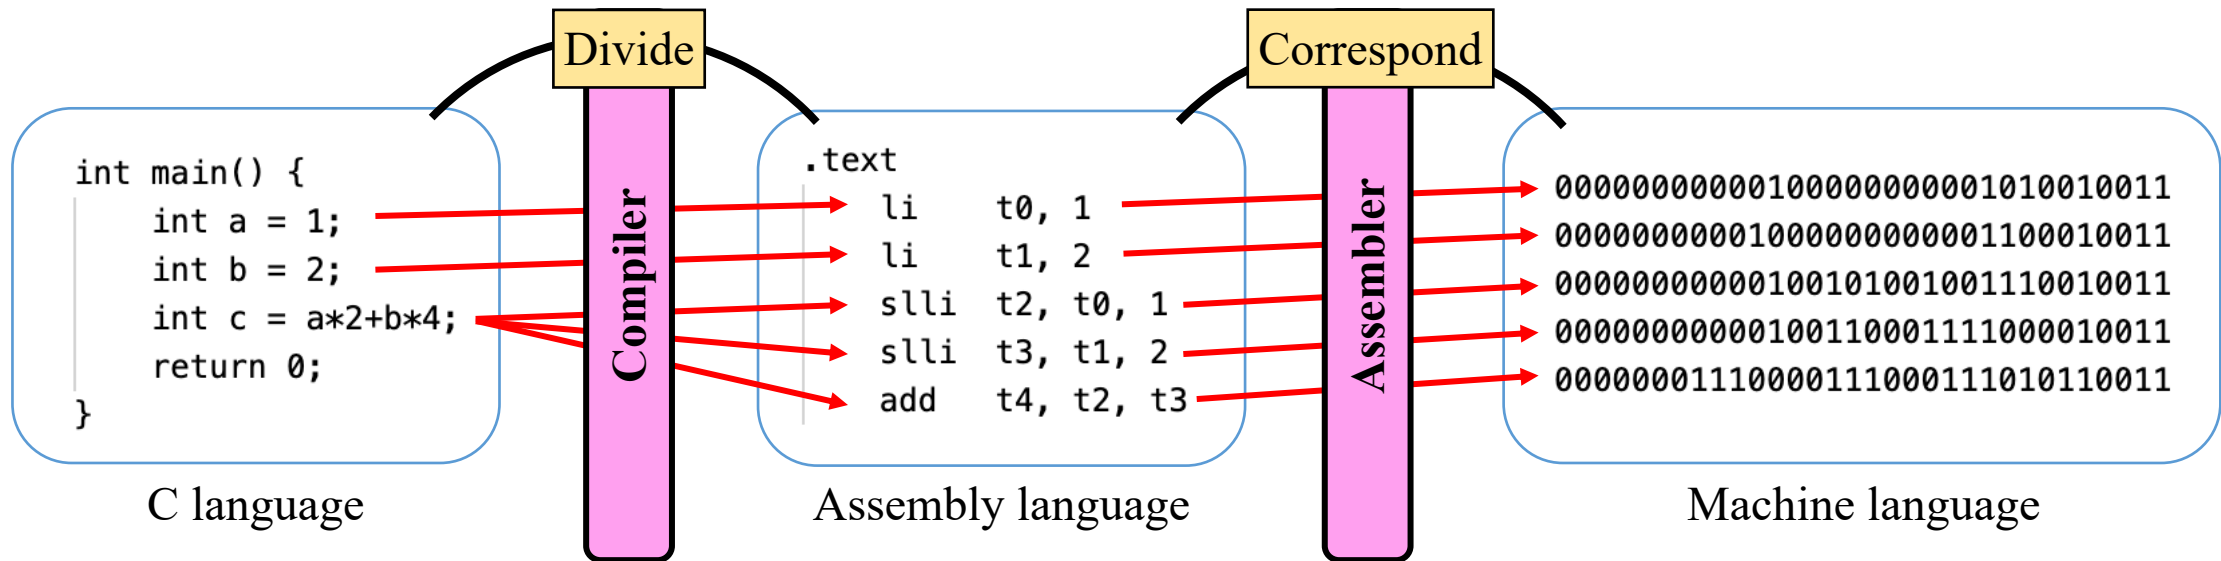 Divide
Correspond
int main() {
int a = 1;
int b = 2;
int c = a*2+b*4;
return 0;
}
C language
Compiler
.text
li t0, 1
li t1, 2
slli t2, t0, 1
slli t3, t1, 2
add t4, t2, t3
Assembly language
Assembler
00000000000100000000001010010011
00000000001000000000001100010011
00000000000100101001001110010011
00000000000100110001111000010011
00000001110000111000111010110011
Machine language